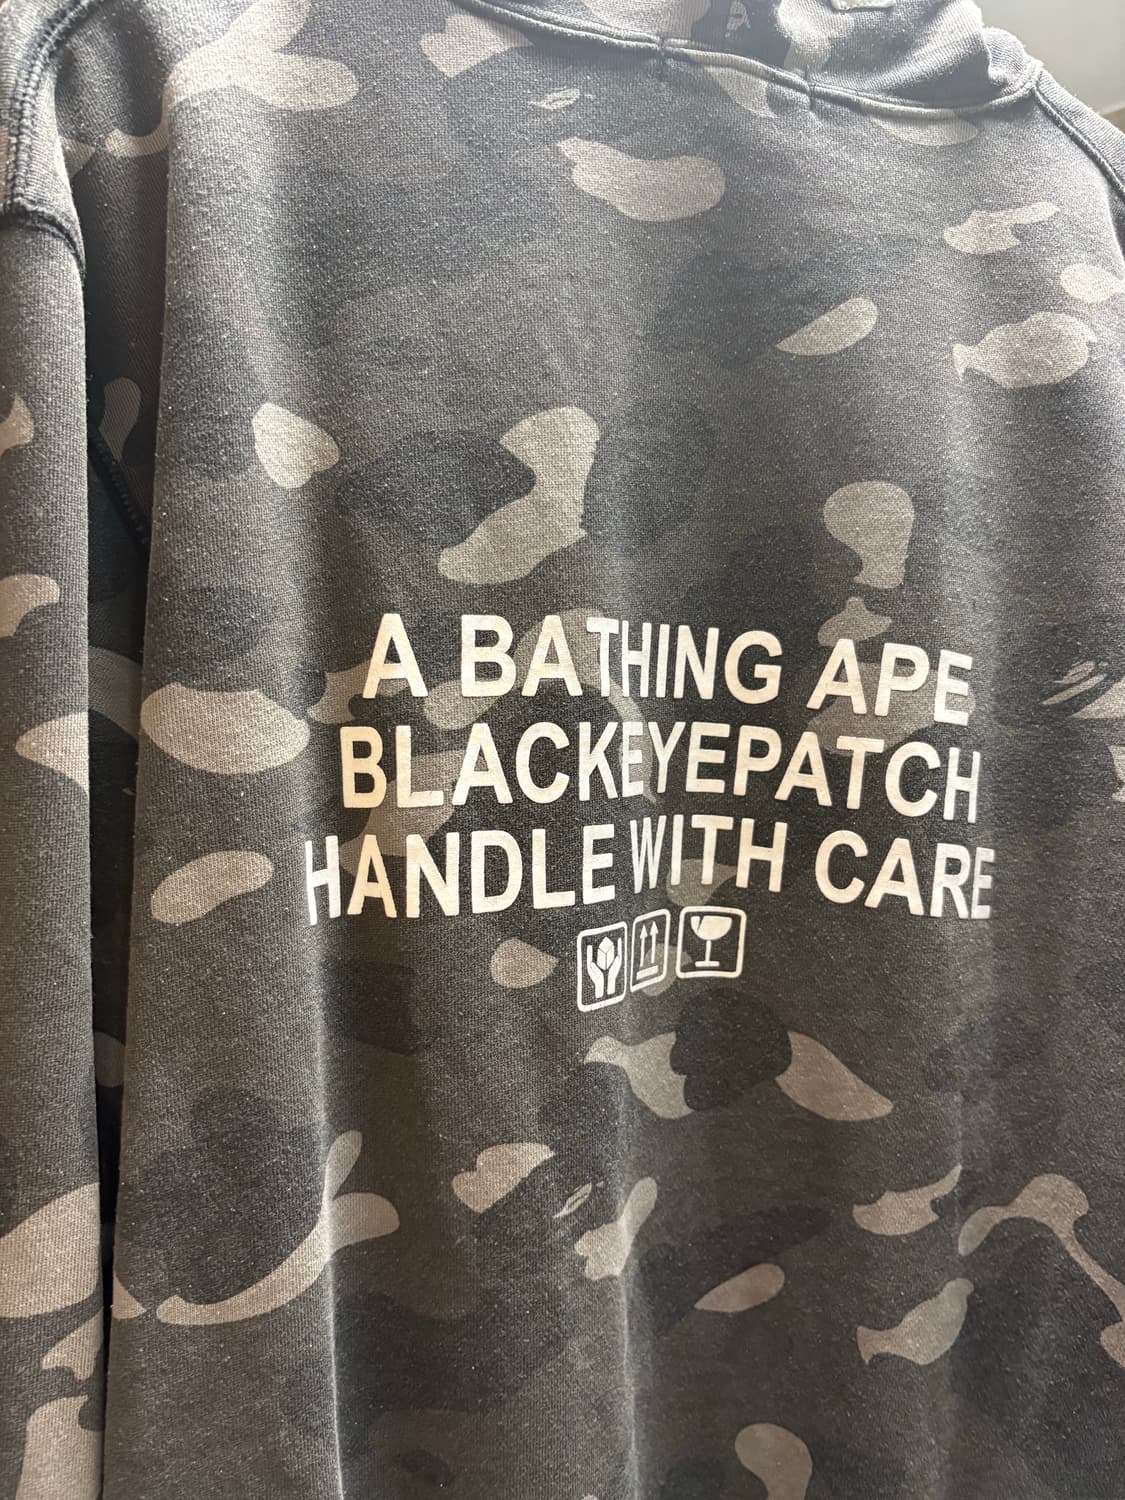 A BATHING APE
BLACKEYEPATCH
HANDLE WITH CARE